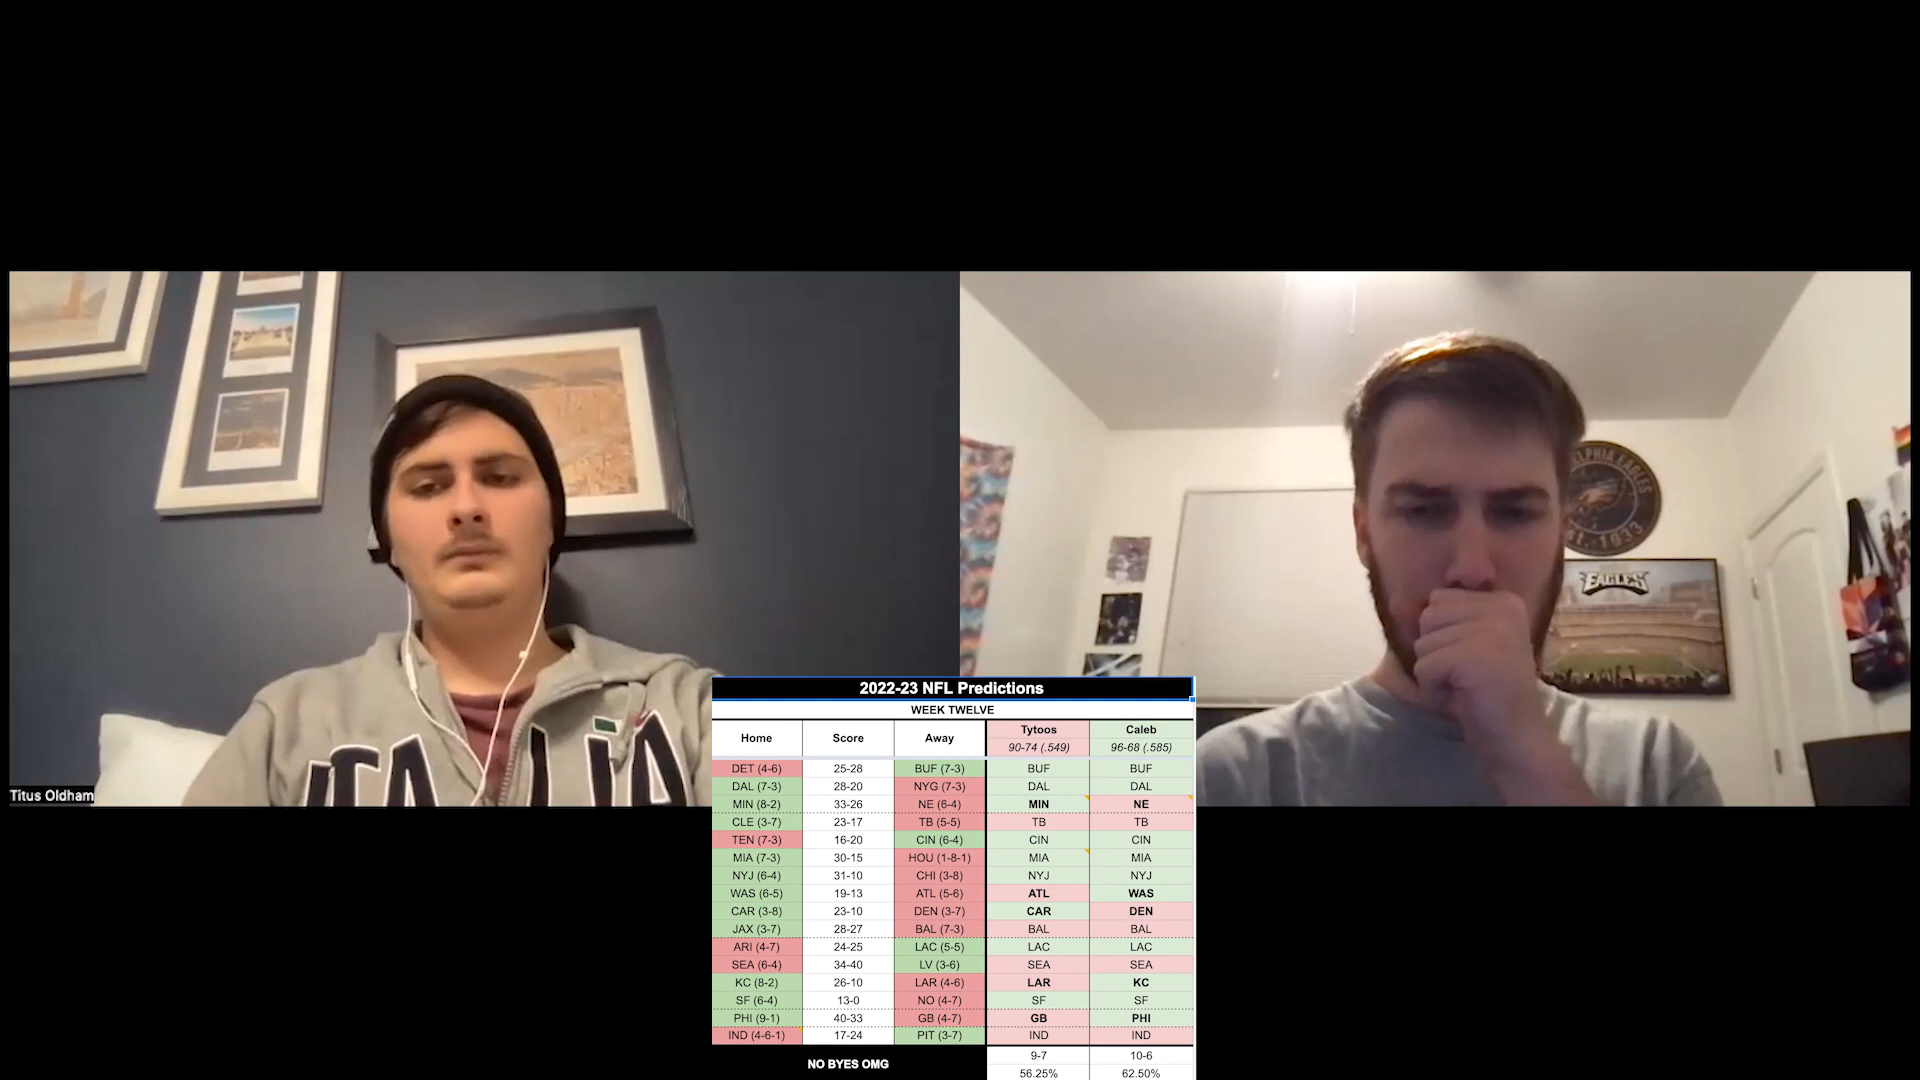 ELPHIA EAGLES
EST. 1933
EAGLES
ITALIA
Titus Oldham
2022-23 NFL Predictions
WEEK TWELVE
Home Score Away Tytoos Caleb
90-74 (.549) 96-68 (.585)
DET (4-6) 25-28 BUF (7-3) BUF BUF
DAL (7-3) 28-20 NYG (7-3) DAL DAL
MIN (8-2) 33-26 NE (6-4) MIN NE
CLE (3-7) 23-17 TB (5-5) TB TB
TEN (7-3) 16-20 CIN (6-4) CIN CIN
MIA (7-3) 30-15 HOU (1-8-1) MIA MIA
NYJ (6-4) 31-10 CHI (3-8) NYJ NYJ
WAS (6-5) 19-13 ATL (5-6) ATL WAS
CAR (3-8) 23-10 DEN (3-7) CAR DEN
JAX (3-7) 28-27 BAL (7-3) BAL BAL
ARI (4-7) 24-25 LAC (5-5) LAC LAC
SEA (6-4) 34-40 LV (3-6) SEA SEA
KC (8-2) 26-10 LAR (4-6) LAR KC
SF (6-4) 13-0 NO (4-7) SF SF
PHI (9-1) 40-33 GB (4-7) GB PHI
IND (4-6-1) 17-24 PIT (3-7) IND IND
NO BYES OMG 9-7 10-6
56.25% 62.50%